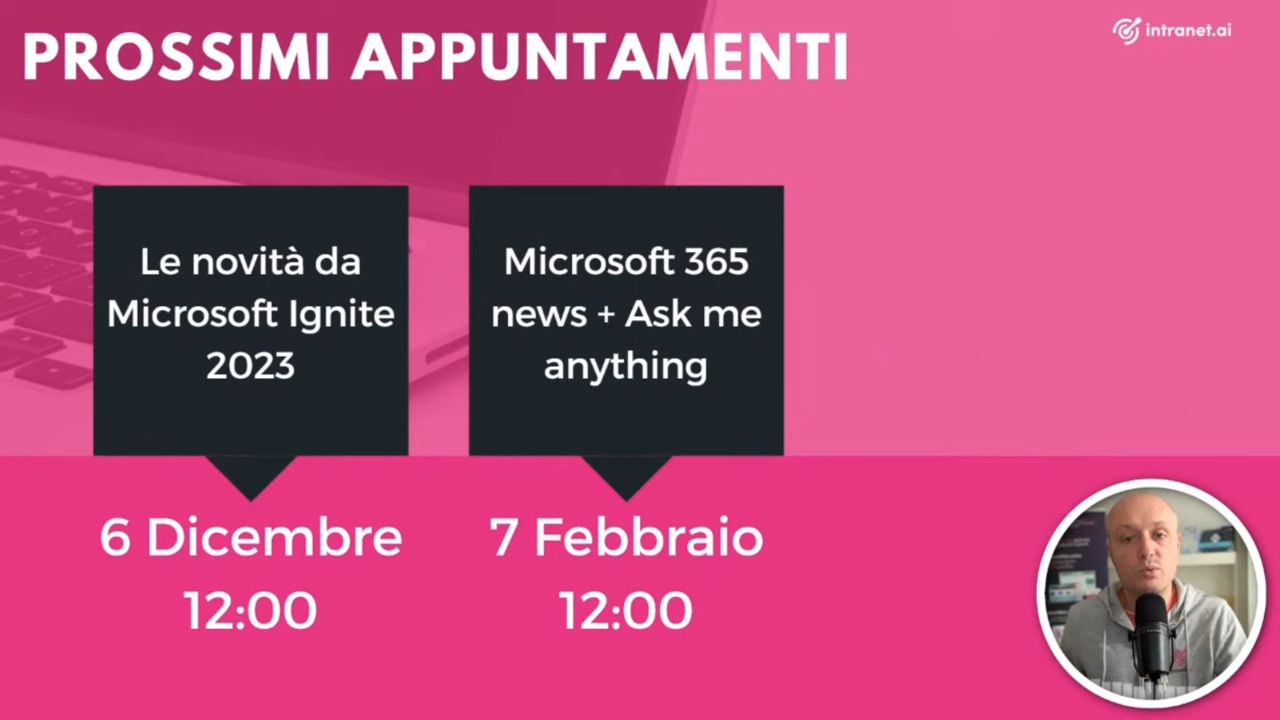 PROSSIMI APPUNTAMENTI
intranet.ai
Le novità da
Microsoft Ignite
2023
Microsoft 365
news + Ask me
anything
6 Dicembre
12:00
7 Febbraio
12:00